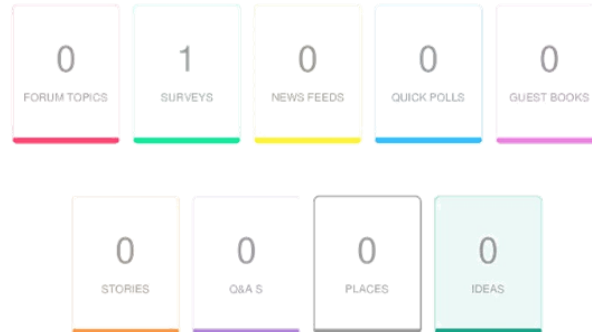 0 1 0 0 0
FORUM TOPICS SURVEYS NEWS FEEDS QUICK POLLS GUEST BOOKS
0 0 0 0
STORIES Q&A S PLACES IDEAS